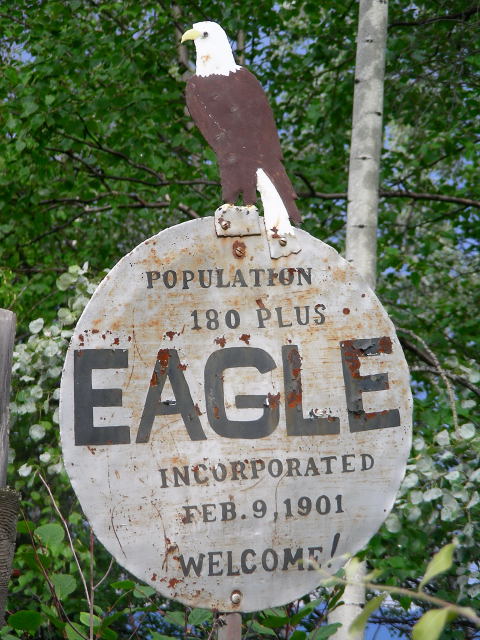 POPULATION
180 PLUS
EAGLE
INCORPORATED
FEB. 9, 1901
WELCOME!